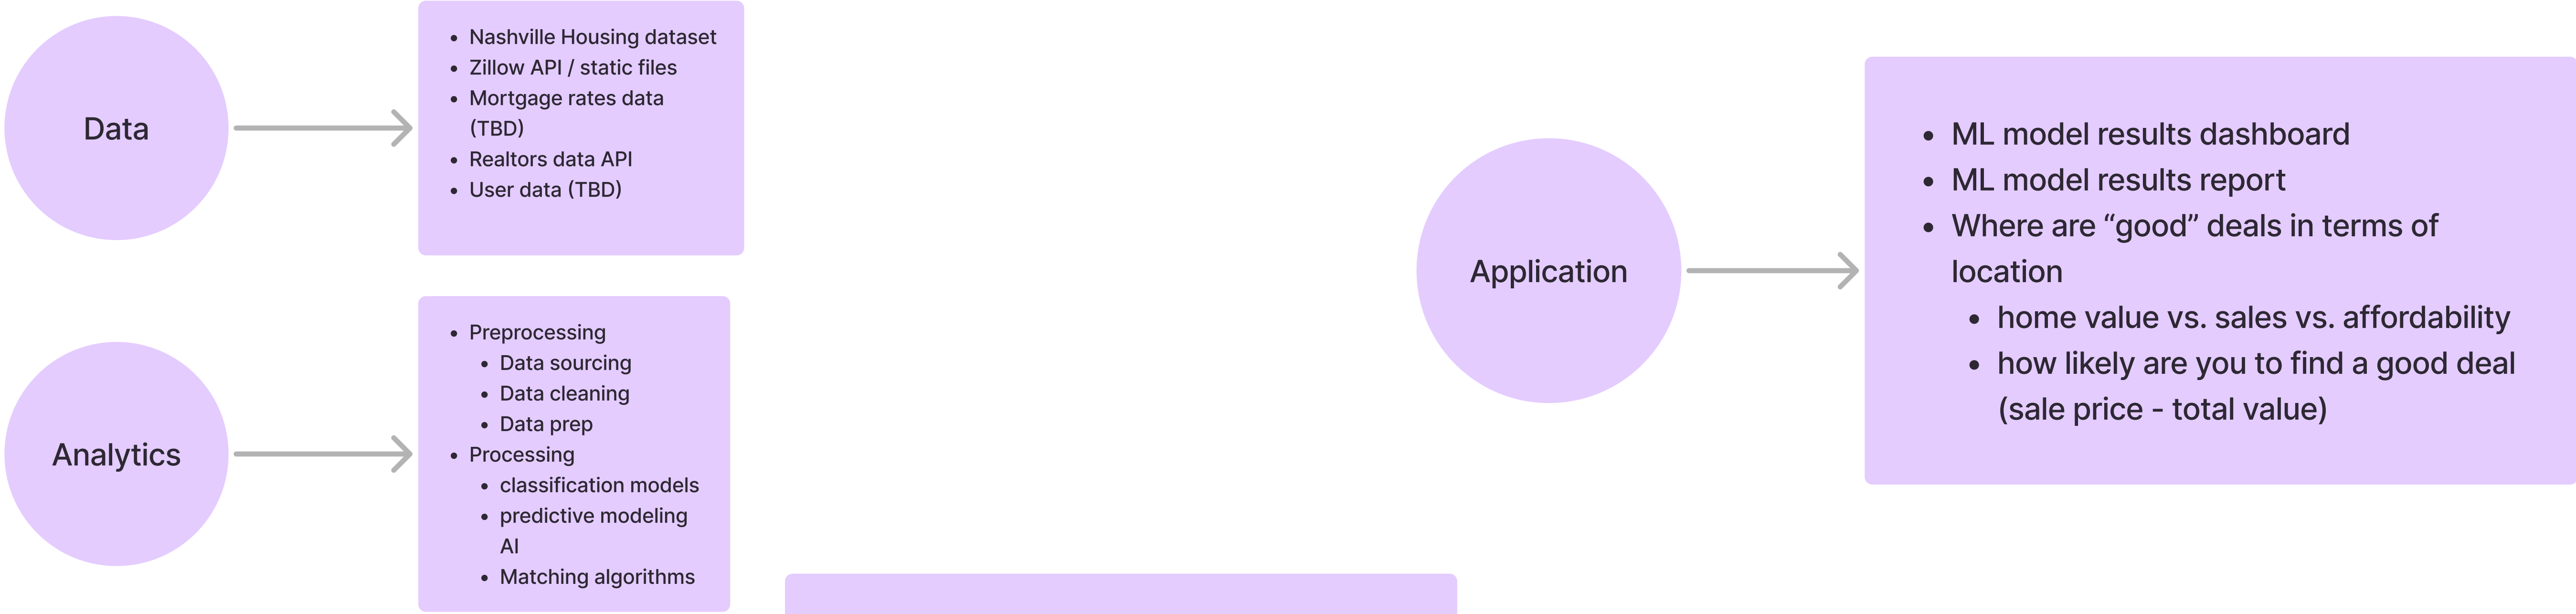 Data
• Nashville Housing dataset
• Zillow API / static files
• Mortgage rates data
(TBD)
• Realtors data API
• User data (TBD)
Analytics
• Preprocessing
• Data sourcing
• Data cleaning
• Data prep
• Processing
• classification models
• predictive modeling
AI
• Matching algorithms
Application
• ML model results dashboard
• ML model results report
• Where are “good” deals in terms of
location
• home value vs. sales vs. affordability
• how likely are you to find a good deal
(sale price - total value)